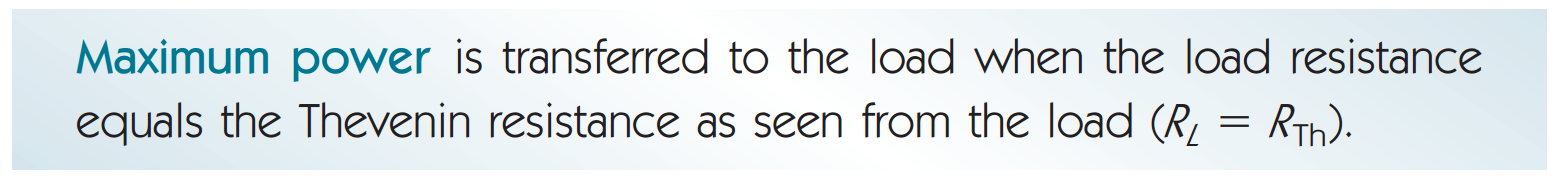 Maximum power is transferred to the load when the load resistance
equals the Thevenin resistance as seen from the load (R_L = R_Th).